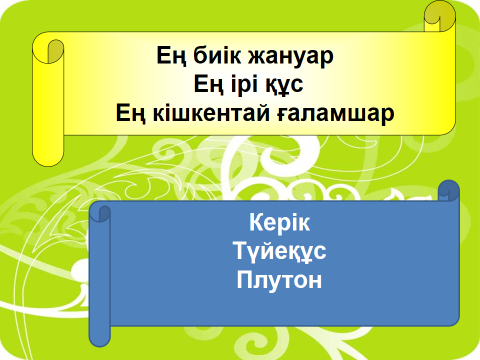 Ең биік жануар
Ең ірі құс
Ең кішкентай ғаламшар
Керік
Түйеқұс
Плутон